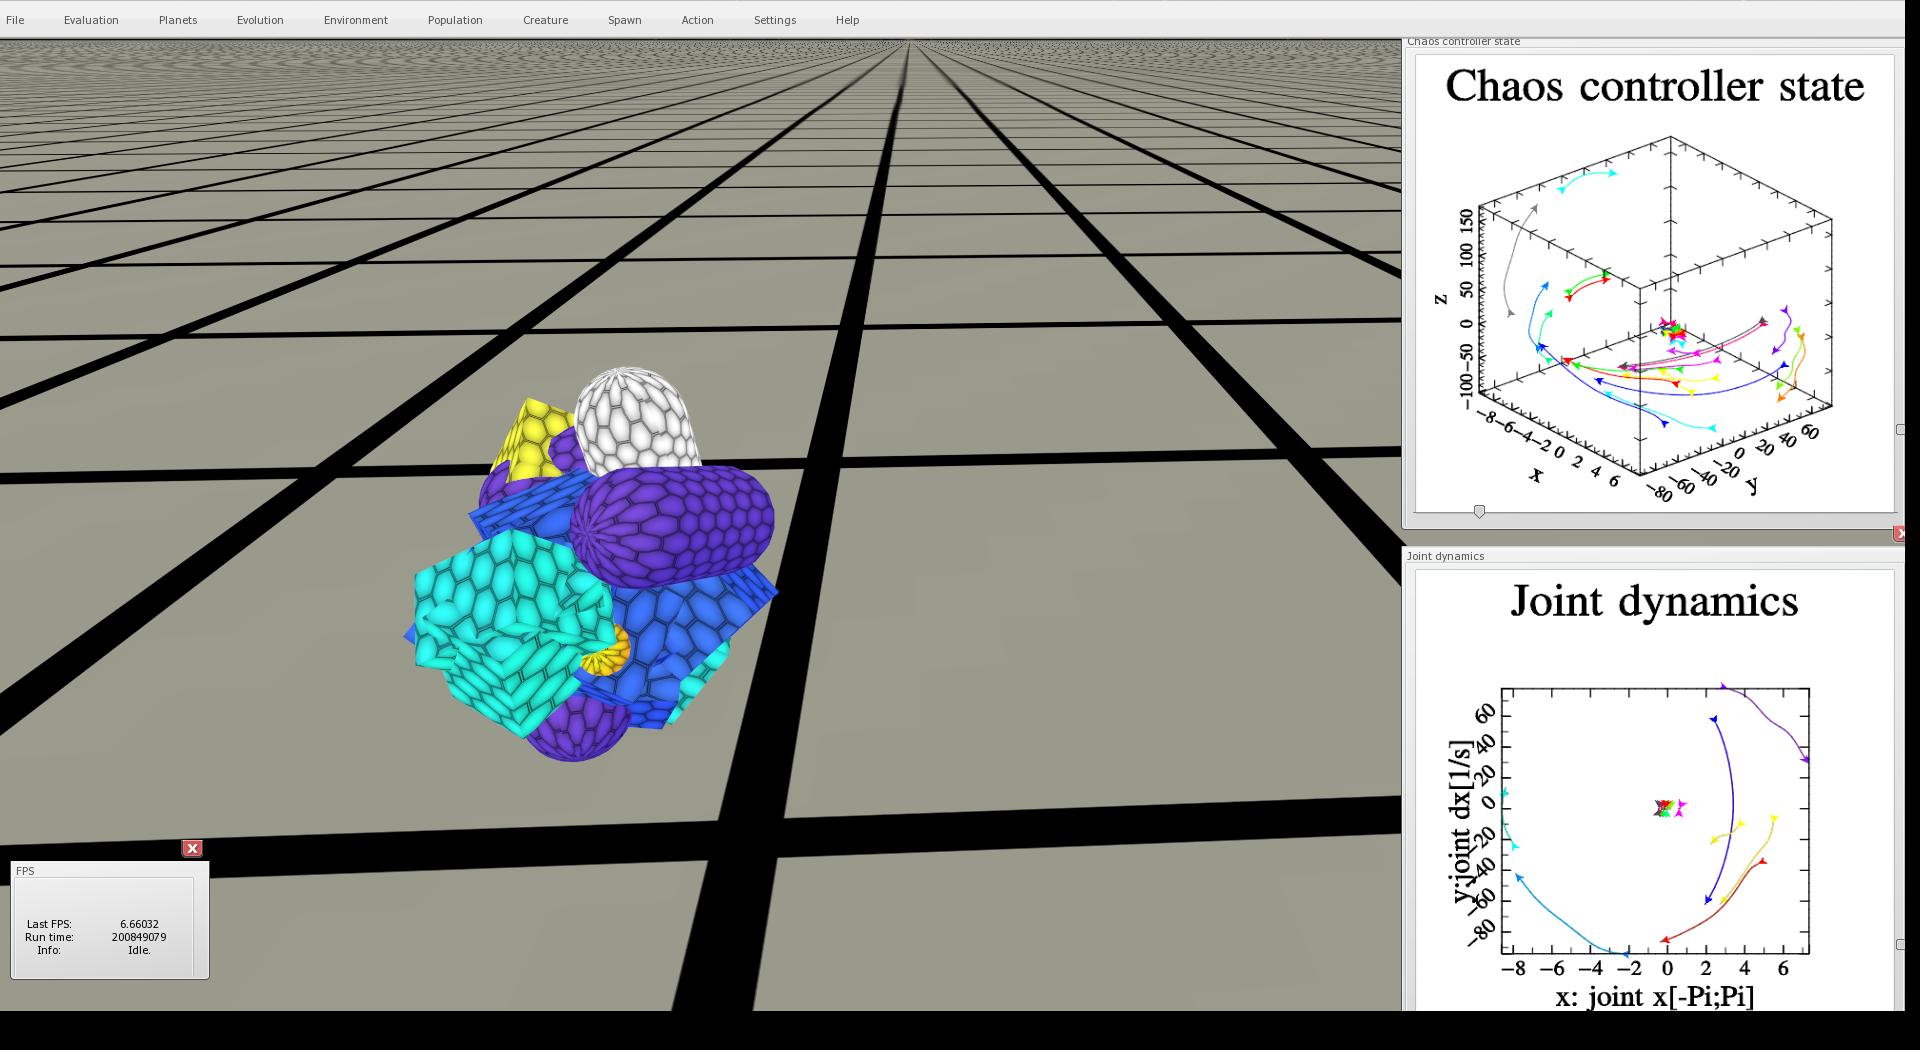 File Evaluation Planets Evolution Environment Population Creature Spawn Action Settings Help
Chaos controller state
Chaos controller state
150
100
50
0
−50
−100
z
−8 −6 −4 −2 0 2 4 6
x
−80 −60 −40 −20 0 20 40 60
y
Joint dynamics
Joint dynamics
60
40
20
0
−20
−40
−60
−80
y:joint dx[1/s]
−8 −6 −4 −2 0 2 4 6
x: joint x[-Pi;Pi]
X
FPS
Last FPS: 6.66032
Run time: 200849079
Info: Idle.